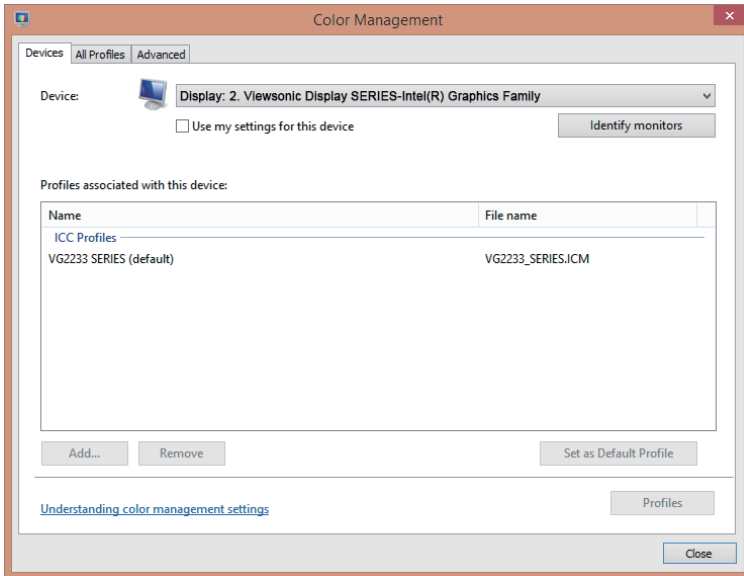 Color Management
Devices All Profiles Advanced
Device: Display: 2. Viewsonic Display SERIES-Intel(R) Graphics Family
Use my settings for this device Identify monitors
Profiles associated with this device:
Name File name
ICC Profiles
VG2233 SERIES (default) VG2233_SERIES.ICM
Add... Remove Set as Default Profile
Understanding color management settings Profiles
Close